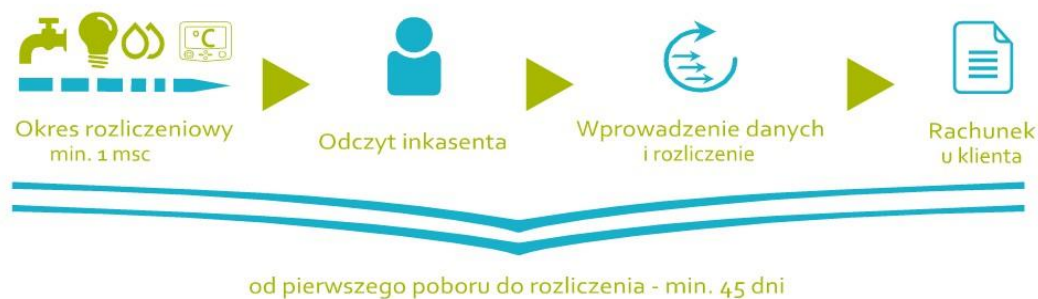 °C
Okres rozliczeniowy
min. 1 msc
Odczyt inkasenta
Wprowadzenie danych
i rozliczenie
Rachunek
u klienta
od pierwszego poboru do rozliczenia - min. 45 dni